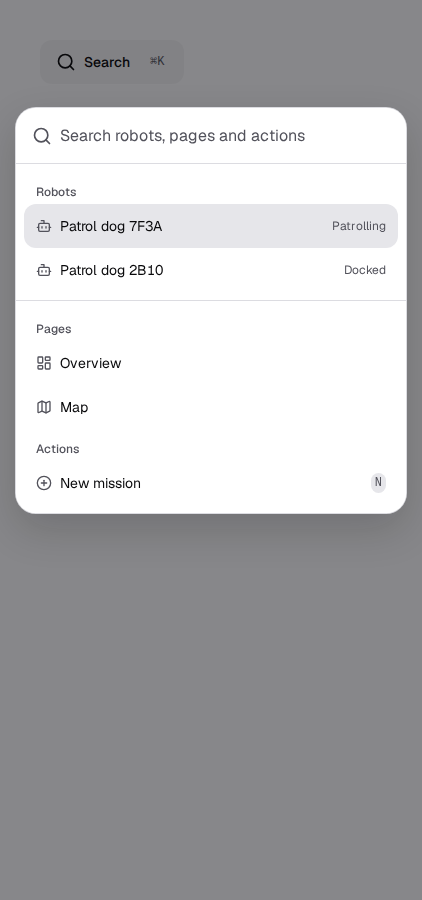 Search ⌘K
Search robots, pages and actions
Robots
Patrol dog 7F3A Patrolling
Patrol dog 2B10 Docked
Pages
Overview
Map
Actions
New mission N